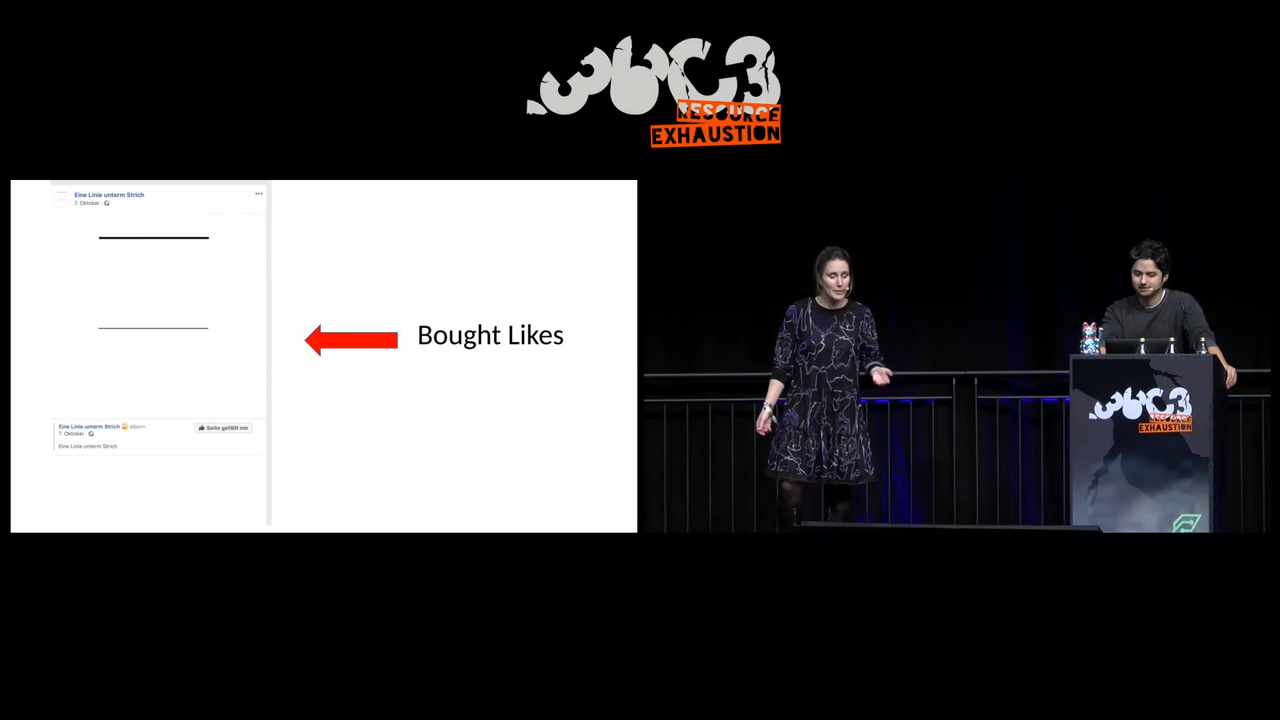 36C3
RESOURCE
EXHAUSTION
Eine Linie unterm Strich
7. Oktober
Bought Likes
Eine Linie unterm Strich albern.
7. Oktober
Seite gefällt mir
Eine Linie unterm Strich
36C3
RESOURCE
EXHAUSTION